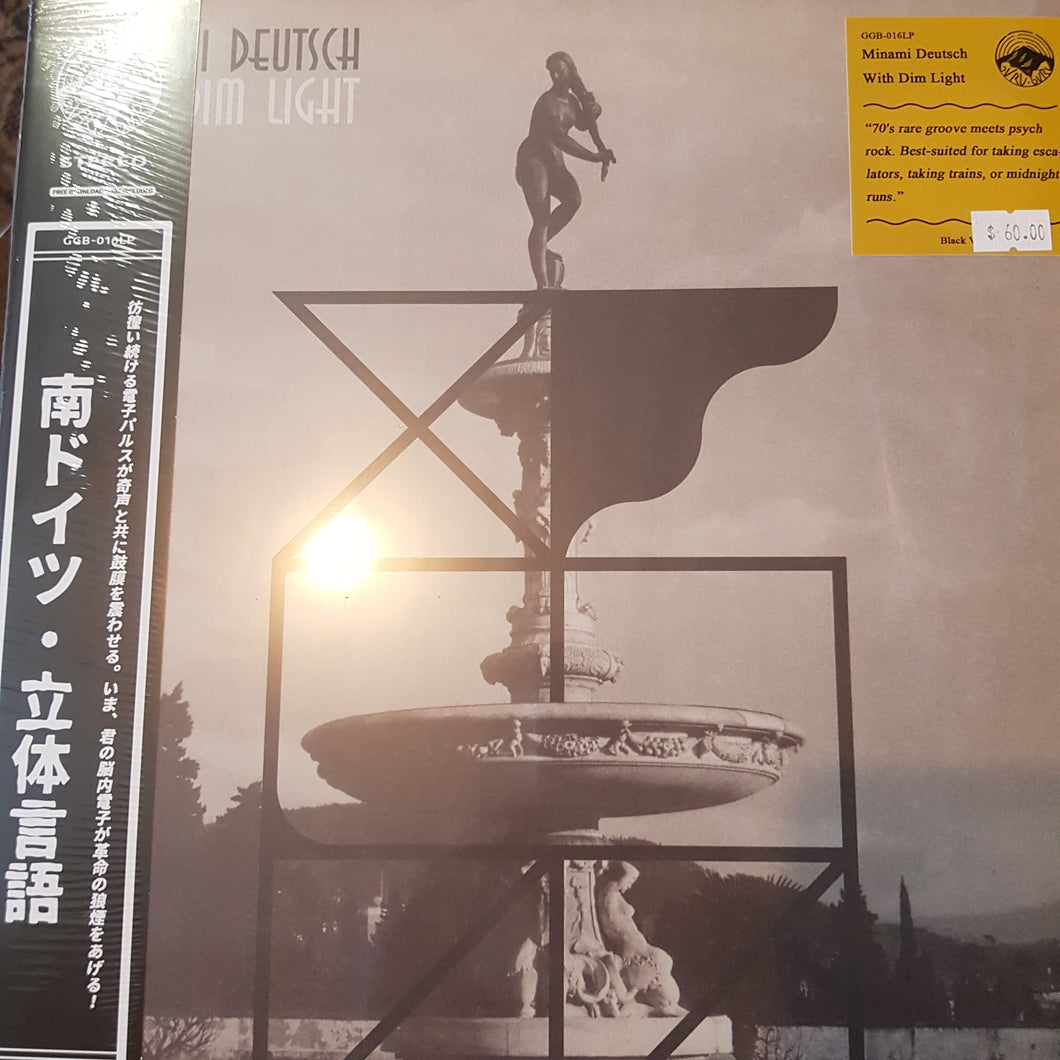 I DEUTSCH
DIM LIGHT
GGB-016LP
Minami Deutsch
With Dim Light
GURU GURU
"70's rare groove meets psych
rock. Best-suited for taking esca-
lators, taking trains, or midnight
runs."
Black
$ 60.00
STEREO
GGB-016LP
彷徨い続ける電子パルスが奇声と共に鼓膜を震わせる。いま、君の脳内電子が革命の狼煙をあげる!
南ドイツ・立体言語